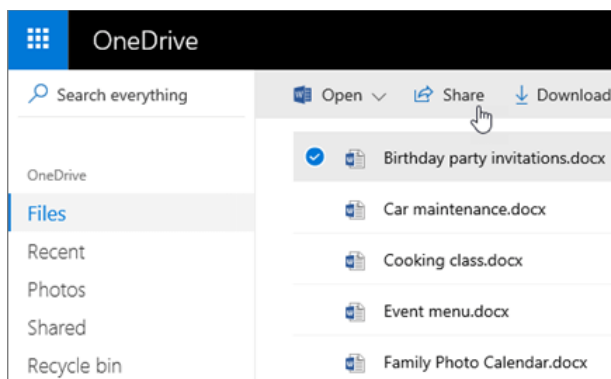 OneDrive
Search everything
Open Share Download
OneDrive
Files
Recent
Photos
Shared
Recycle bin
Birthday party invitations.docx
Car maintenance.docx
Cooking class.docx
Event menu.docx
Family Photo Calendar.docx